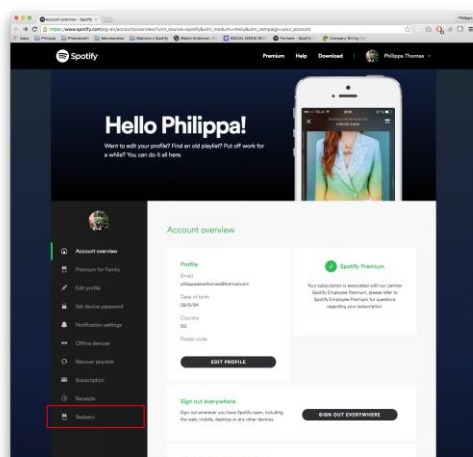 Account overview - Spotify
Philippa
https://www.spotify.com/sg-en/account/overview/?utm_source=spotify&utm_medium=menu&utm_campaign=your_account
Apps
Spotify
Premium Help Download Philippa Thomas
Hello Philippa!
Want to edit your profile? Find an old playlist? Put off work for
a while? You can do it all here.
Account overview
Premium for Family
Edit profile
Set device password
Notification settings
Offline devices
Recover playlists
Subscription
Receipts
Redeem
Account overview
Profile
Email
Date of birth
Country
SG
Postal code
EDIT PROFILE
Spotify Premium
Your subscription is associated with our partner
Spotify Employee Premium, please refer to
Spotify Employee Premium for questions
regarding your subscription.
Sign out everywhere
Sign out wherever you have Spotify open, including
the web, mobile, desktop or any other devices
SIGN OUT EVERYWHERE